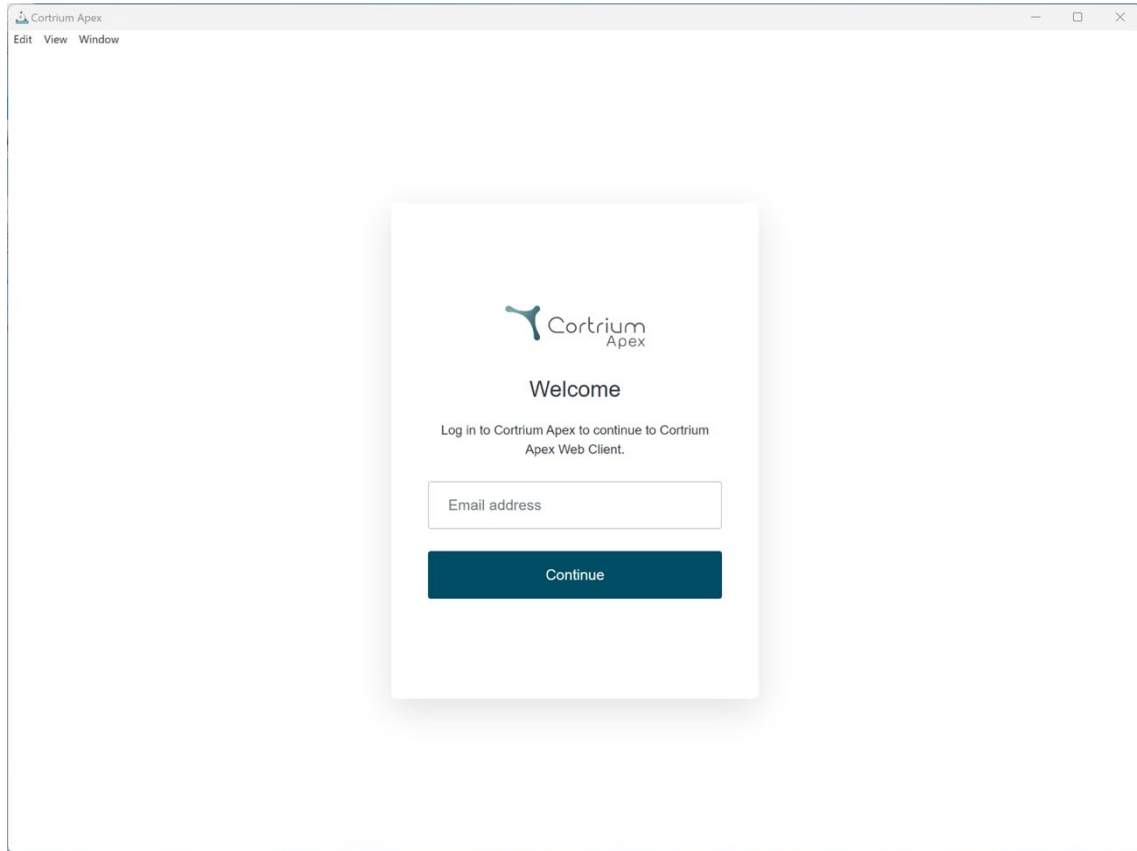 Cortrium Apex
Edit View Window
Cortrium
Apex
Welcome
Log in to Cortrium Apex to continue to Cortrium
Apex Web Client.
Email address
Continue